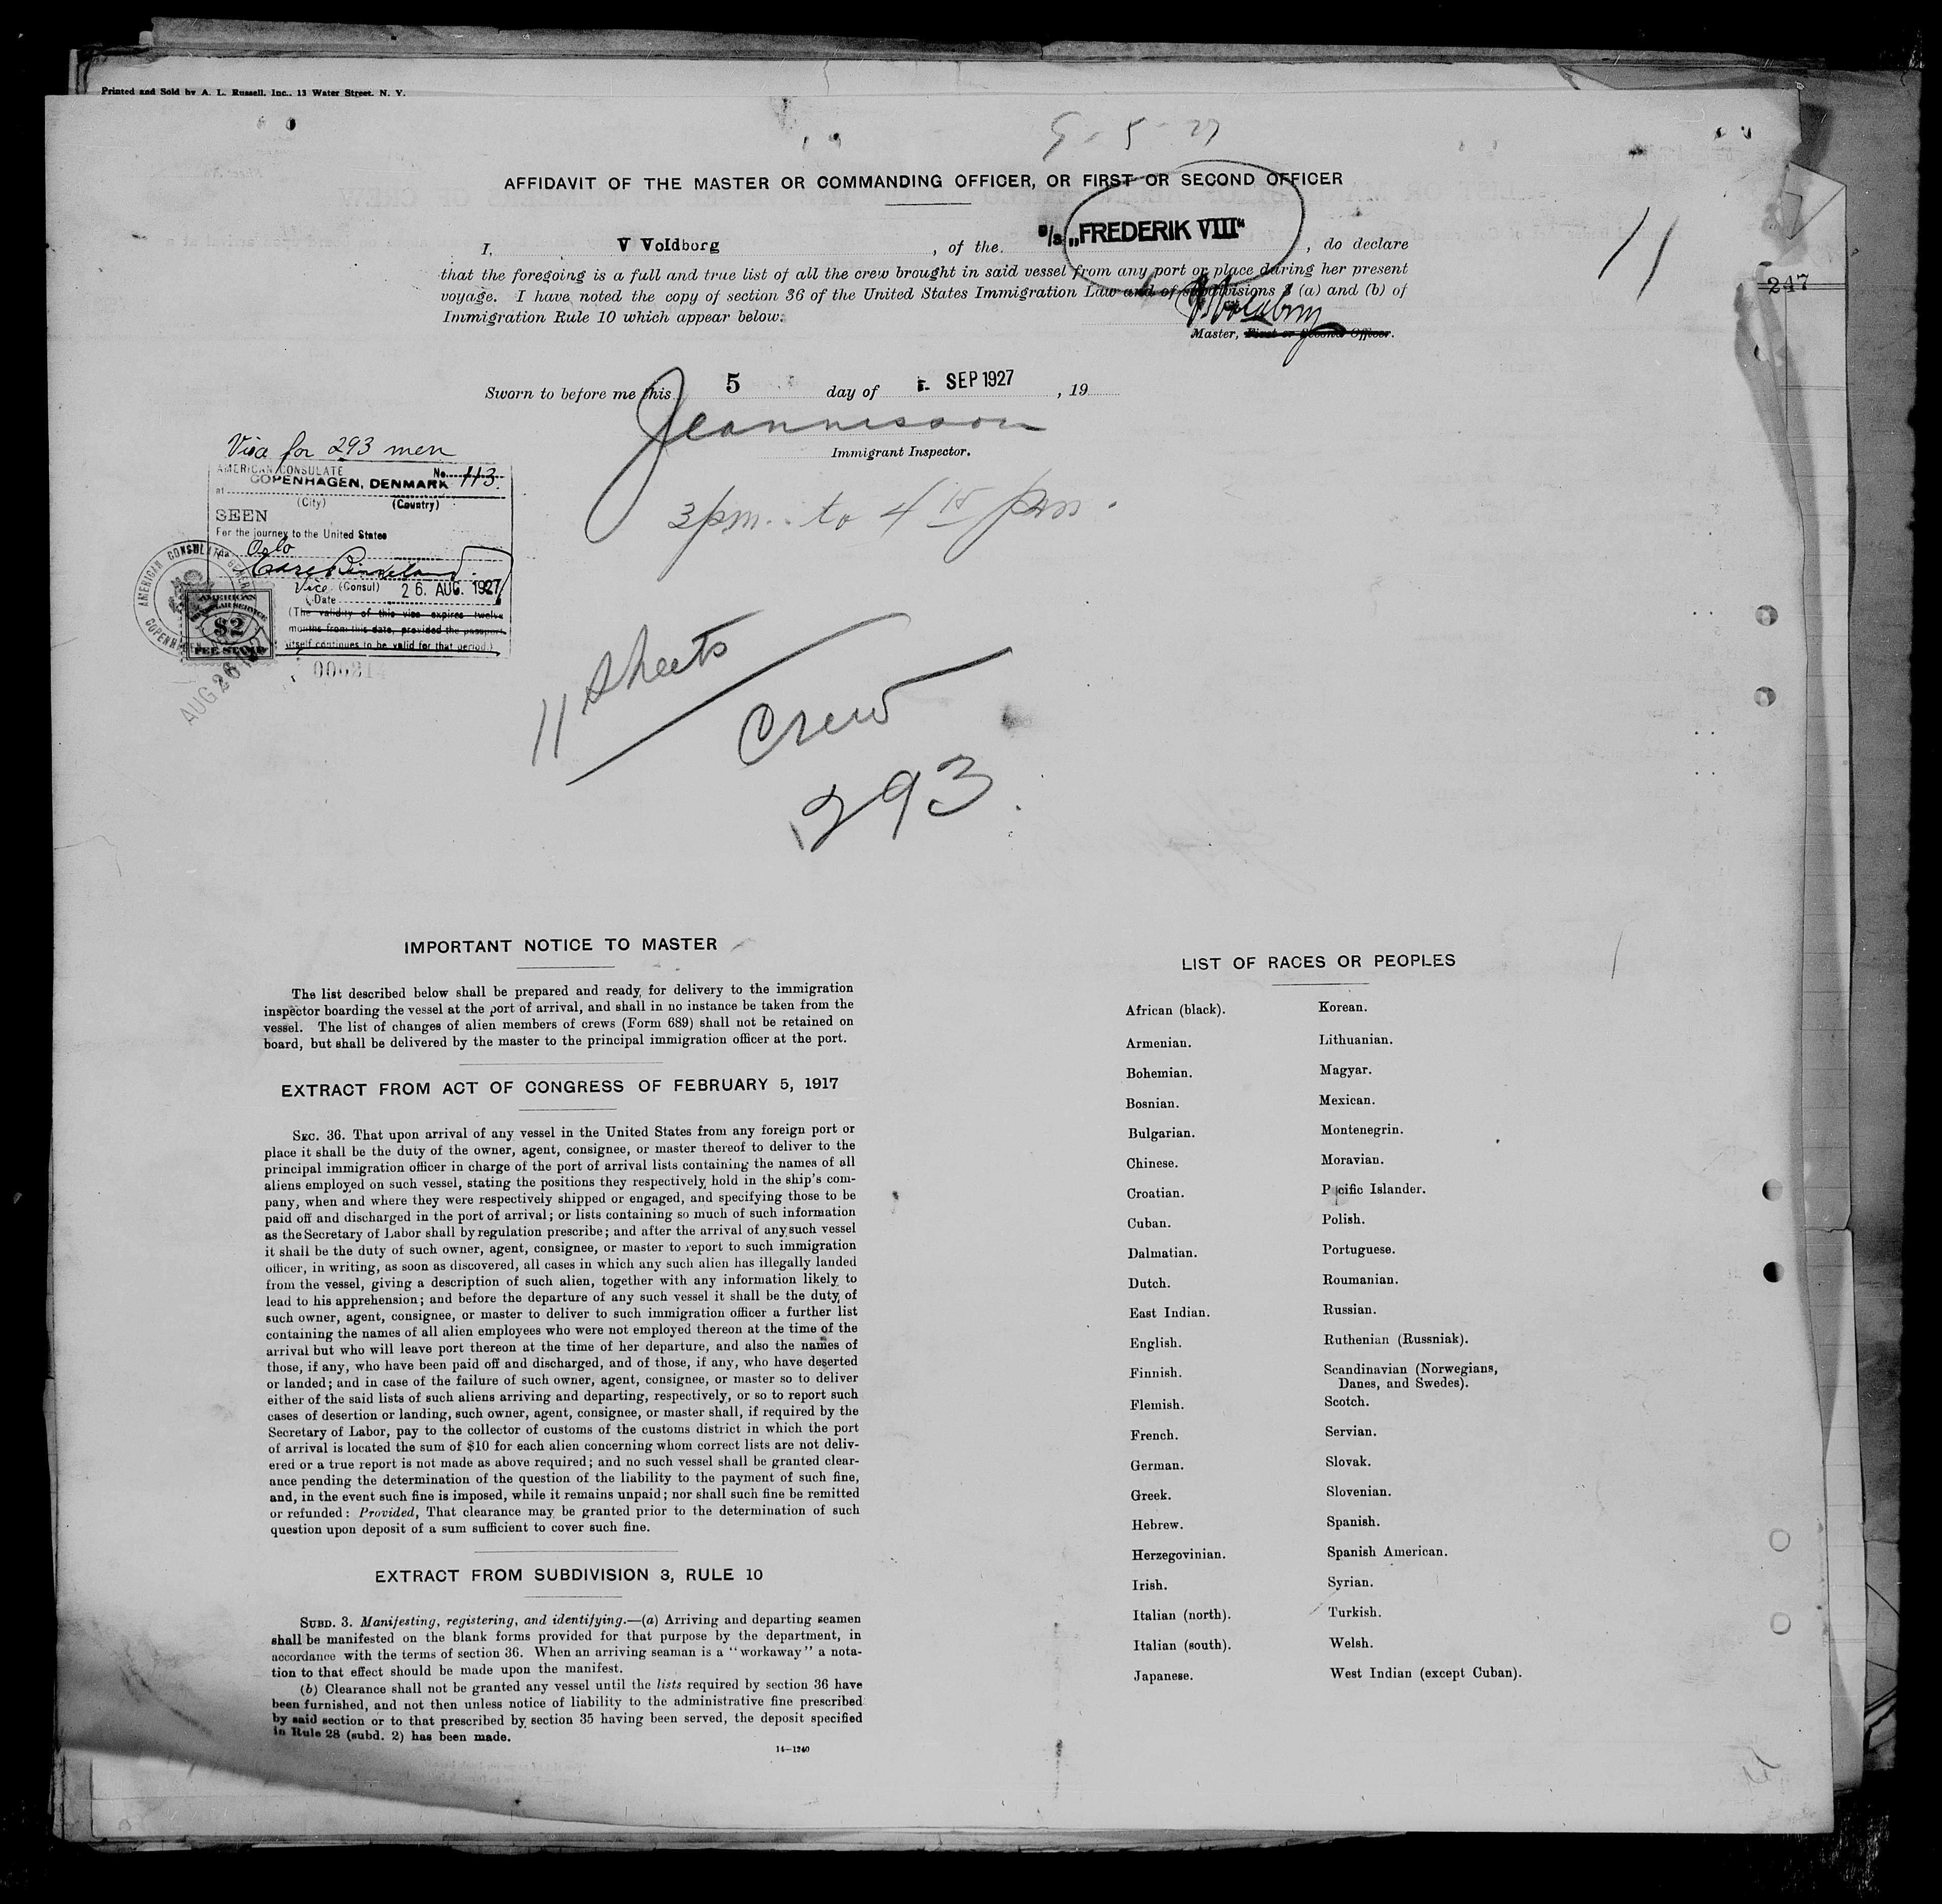 Printed and Sold by A. L. Russell, Inc., 13 Water Street, N. Y.
9 - 5 - 27
AFFIDAVIT OF THE MASTER OR COMMANDING OFFICER, OR FIRST OR SECOND OFFICER
I, V Voldborg, of the S/S „FREDERIK VIII“, do declare
that the foregoing is a full and true list of all the crew brought in said vessel from any port or place during her present
voyage. I have noted the copy of section 36 of the United States Immigration Law and of subdivisions 3 (a) and (b) of
Immigration Rule 10 which appear below.
11
247
V Voldborg
Master, First or Second Officer.
Sworn to before me this 5 day of 5. SEP 1927, 19
Immigrant Inspector.
3 pm. to 4 15 pm.
Visa for 293 men
AMERICAN CONSULATE
No. 113.
at COPENHAGEN, DENMARK
(City) (Country)
SEEN
For the journey to the United States
Oslo
Vice (Consul)
Date 26. AUG. 1927
(The validity of this visa expires twelve
months from this date, provided the passport
itself continues to be valid for that period.)
AMERICAN CONSULATE GENERAL
COPENHAGEN
AMERICAN
CONSULAR SERVICE
$2
FEE STAMP
AUG 26
11 sheets
Crew
293
IMPORTANT NOTICE TO MASTER
The list described below shall be prepared and ready for delivery to the immigration
inspector boarding the vessel at the port of arrival, and shall in no instance be taken from the
vessel. The list of changes of alien members of crews (Form 689) shall not be retained on
board, but shall be delivered by the master to the principal immigration officer at the port.
EXTRACT FROM ACT OF CONGRESS OF FEBRUARY 5, 1917
SEC. 36. That upon arrival of any vessel in the United States from any foreign port or
place it shall be the duty of the owner, agent, consignee, or master thereof to deliver to the
principal immigration officer in charge of the port of arrival lists containing the names of all
aliens employed on such vessel, stating the positions they respectively hold in the ship's com-
pany, when and where they were respectively shipped or engaged, and specifying those to be
paid off and discharged in the port of arrival; or lists containing so much of such information
as the Secretary of Labor shall by regulation prescribe; and after the arrival of any such vessel
it shall be the duty of such owner, agent, consignee, or master to report to such immigration
officer, in writing, as soon as discovered, all cases in which any such alien has illegally landed
from the vessel, giving a description of such alien, together with any information likely to
lead to his apprehension; and before the departure of any such vessel it shall be the duty of
such owner, agent, consignee, or master to deliver to such immigration officer a further list
containing the names of all alien employees who were not employed thereon at the time of the
arrival but who will leave port thereon at the time of her departure, and also the names of
those, if any, who have been paid off and discharged, and of those, if any, who have deserted
or landed; and in case of the failure of such owner, agent, consignee, or master so to deliver
either of the said lists of such aliens arriving and departing, respectively, or so to report such
cases of desertion or landing, such owner, agent, consignee, or master shall, if required by the
Secretary of Labor, pay to the collector of customs of the customs district in which the port
of arrival is located the sum of $10 for each alien concerning whom correct lists are not deliv-
ered or a true report is not made as above required; and no such vessel shall be granted clear-
ance pending the determination of the question of the liability to the payment of such fine,
and, in the event such fine is imposed, while it remains unpaid; nor shall such fine be remitted
or refunded: Provided, That clearance may be granted prior to the determination of such
question upon deposit of a sum sufficient to cover such fine.
EXTRACT FROM SUBDIVISION 3, RULE 10
SUBD. 3. Manifesting, registering, and identifying.—(a) Arriving and departing seamen
shall be manifested on the blank forms provided for that purpose by the department, in
accordance with the terms of section 36. When an arriving seaman is a "workaway" a nota-
tion to that effect should be made upon the manifest.
(b) Clearance shall not be granted any vessel until the lists required by section 36 have
been furnished, and not then unless notice of liability to the administrative fine prescribed
by said section or to that prescribed by section 35 having been served, the deposit specified
in Rule 28 (subd. 2) has been made.
14—1240
LIST OF RACES OR PEOPLES
African (black).
Armenian.
Bohemian.
Bosnian.
Bulgarian.
Chinese.
Croatian.
Cuban.
Dalmatian.
Dutch.
East Indian.
English.
Finnish.
Flemish.
French.
German.
Greek.
Hebrew.
Herzegovinian.
Irish.
Italian (north).
Italian (south).
Japanese.
Korean.
Lithuanian.
Magyar.
Mexican.
Montenegrin.
Moravian.
Pacific Islander.
Polish.
Portuguese.
Roumanian.
Russian.
Ruthenian (Russniak).
Scandinavian (Norwegians,
Danes, and Swedes).
Scotch.
Servian.
Slovak.
Slovenian.
Spanish.
Spanish American.
Syrian.
Turkish.
Welsh.
West Indian (except Cuban).